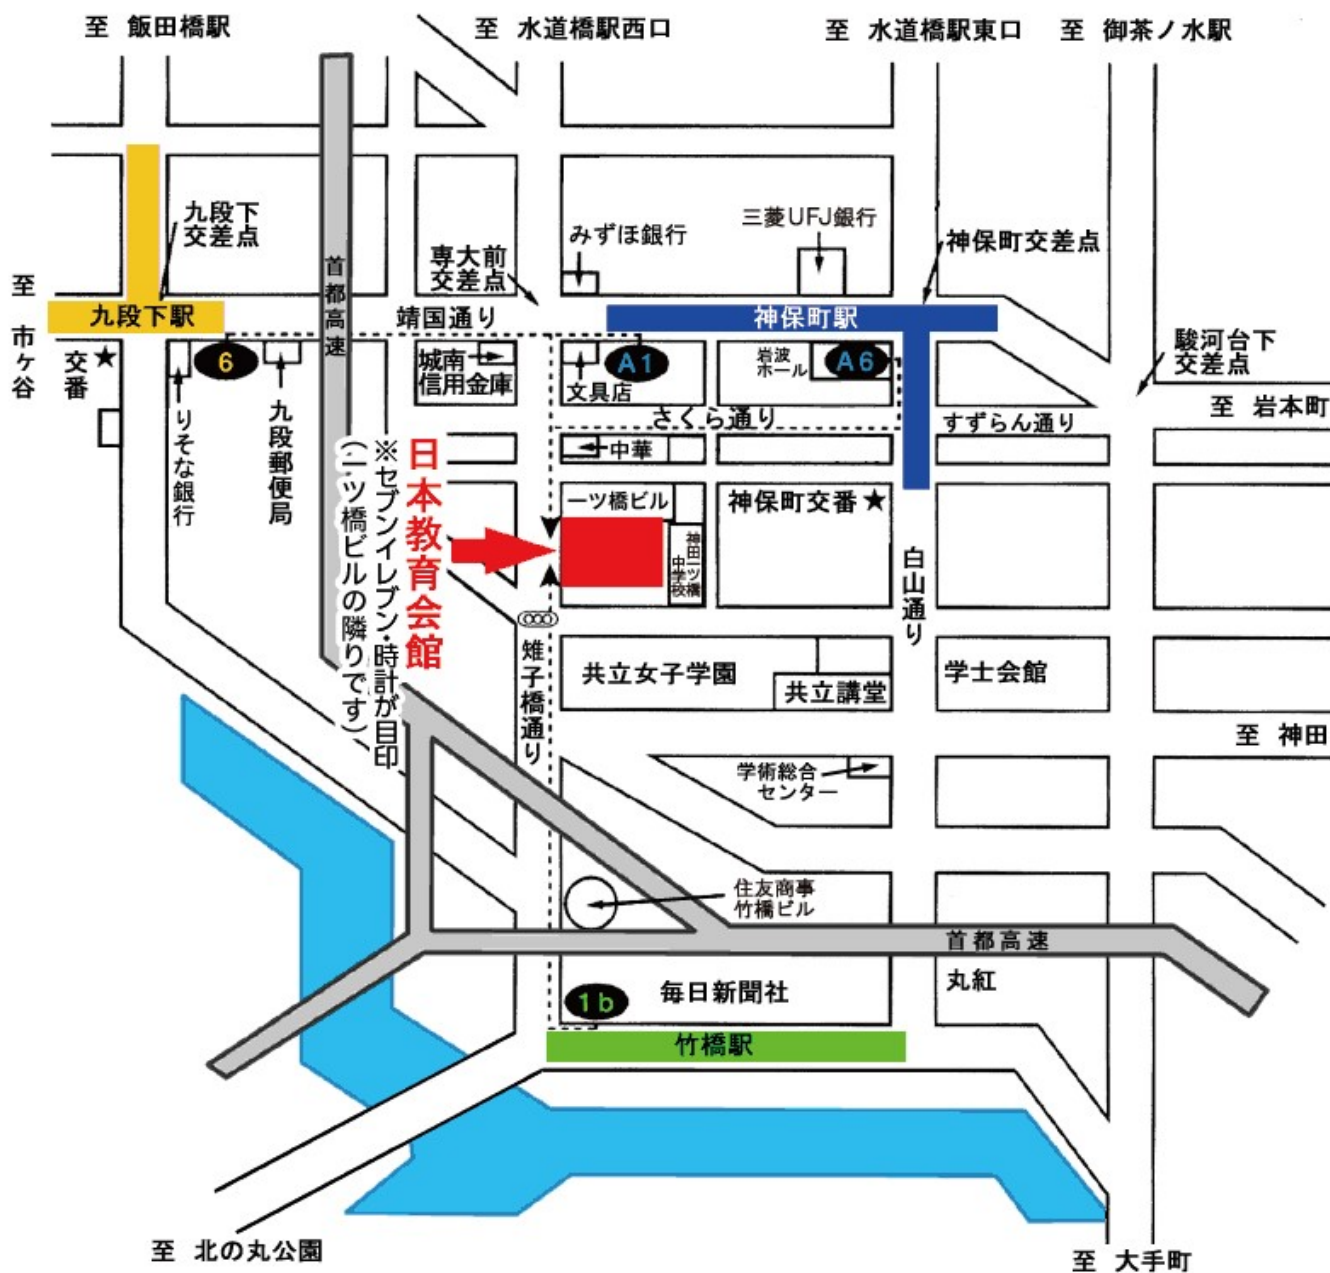 至 飯田橋駅
至 水道橋駅西口
至 水道橋駅東口
至 御茶ノ水駅
九段下
交差点
首都高速
専大前
交差点
みずほ銀行
三菱UFJ銀行
神保町交差点
至 市ヶ谷
九段下駅
靖国通り
神保町駅
駿河台下
交差点
交番★
6
城南
信用金庫
A1
文具店
岩波
ホール
A6
至 岩本町
りそな銀行
九段郵便局
さくら通り
すずらん通り
中華
日本教育会館
※セブンイレブン・時計が目印
(一ツ橋ビルの隣りです)
一ツ橋ビル
神田一ツ橋
中学校
神保町交番★
白山通り
雉子橋通り
共立女子学園
共立講堂
学士会館
至 神田
学術総合
センター
住友商事
竹橋ビル
首都高速
丸紅
1b
毎日新聞社
竹橋駅
至 北の丸公園
至 大手町